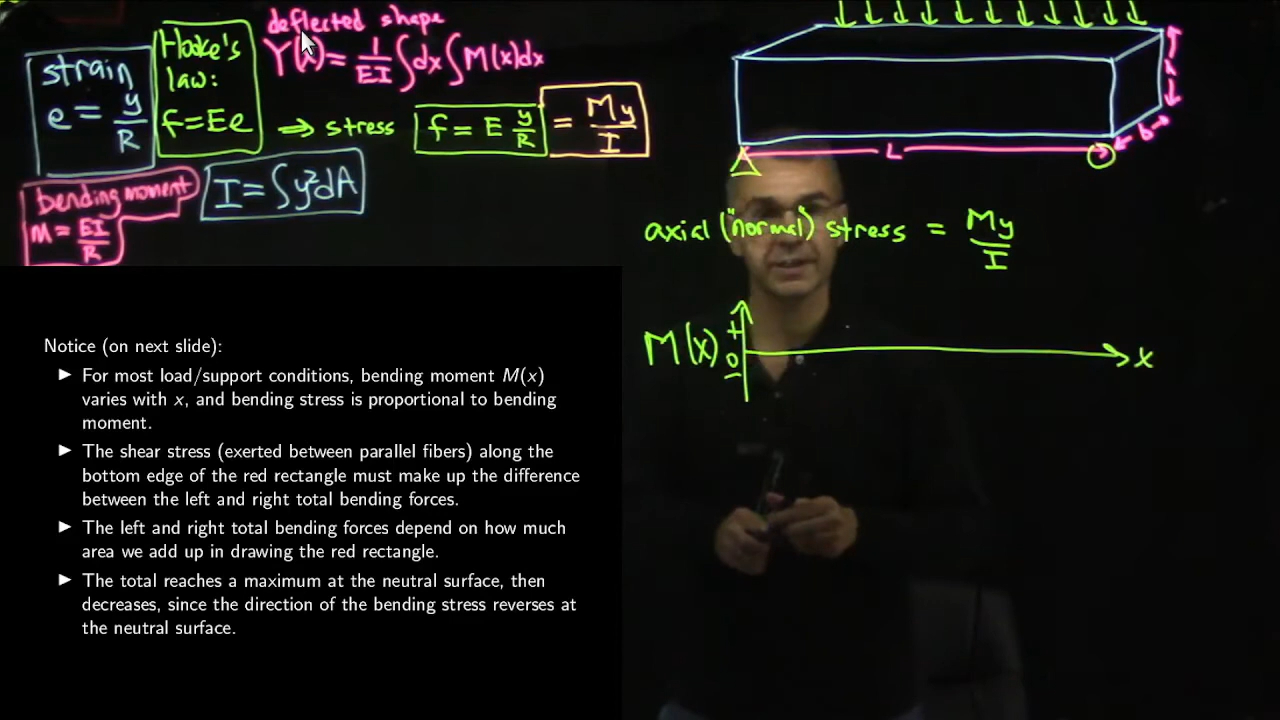 deflected shape
Y(x) = 1/EI ∫dx ∫M(x)dx
strain
e = y/R
Hooke's
law:
f=Ee
⇒ stress f = E y/R = My/I
bending moment
M = EI/R
I = ∫y²dA
Notice (on next slide):
▶ For most load/support conditions, bending moment M(x)
varies with x, and bending stress is proportional to bending
moment.
▶ The shear stress (exerted between parallel fibers) along the
bottom edge of the red rectangle must make up the difference
between the left and right total bending forces.
▶ The left and right total bending forces depend on how much
area we add up in drawing the red rectangle.
▶ The total reaches a maximum at the neutral surface, then
decreases, since the direction of the bending stress reverses at
the neutral surface.
h
b
L
axial ("normal") stress = My/I
+
M(x) 0 x
−